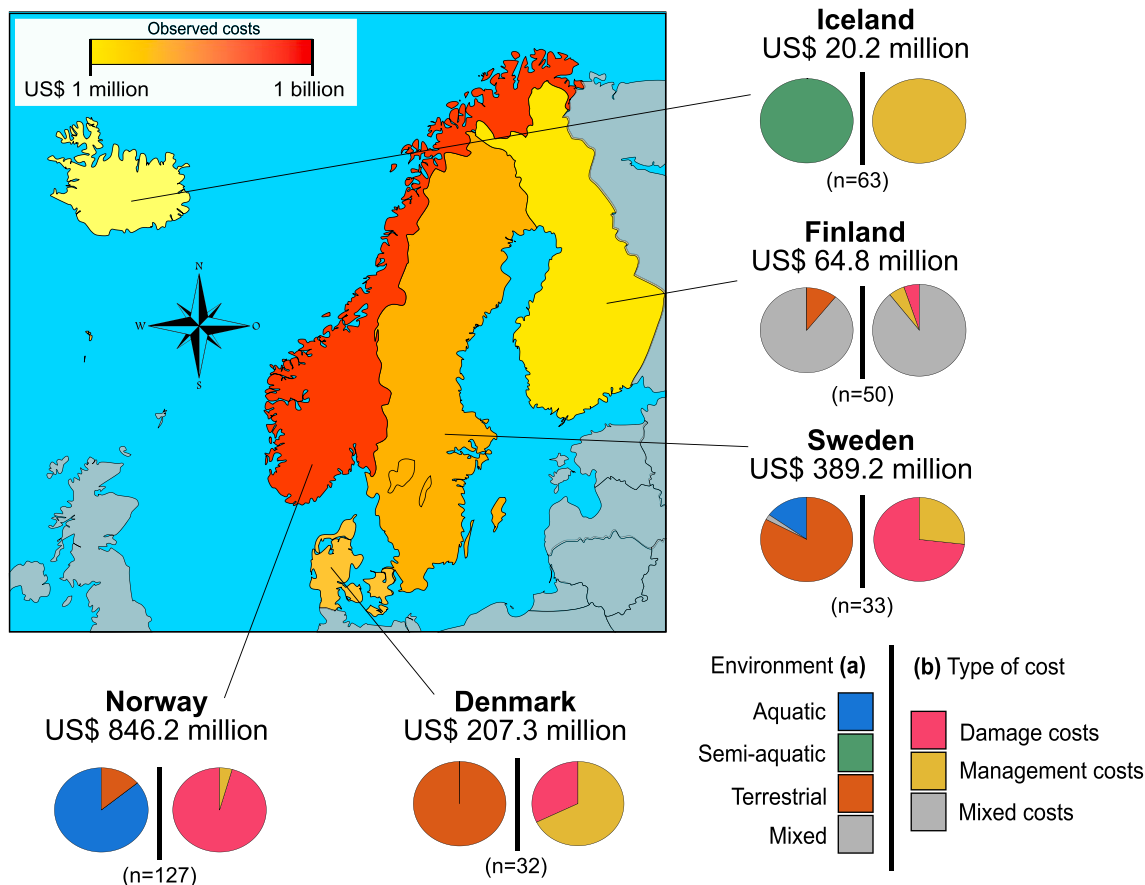 Observed costs
US$ 1 million
1 billion
N
W
O
S
Iceland
US$ 20.2 million
(n=63)
Finland
US$ 64.8 million
(n=50)
Sweden
US$ 389.2 million
(n=33)
Norway
US$ 846.2 million
(n=127)
Denmark
US$ 207.3 million
(n=32)
Environment (a)
Aquatic
Semi-aquatic
Terrestrial
Mixed
(b) Type of cost
Damage costs
Management costs
Mixed costs